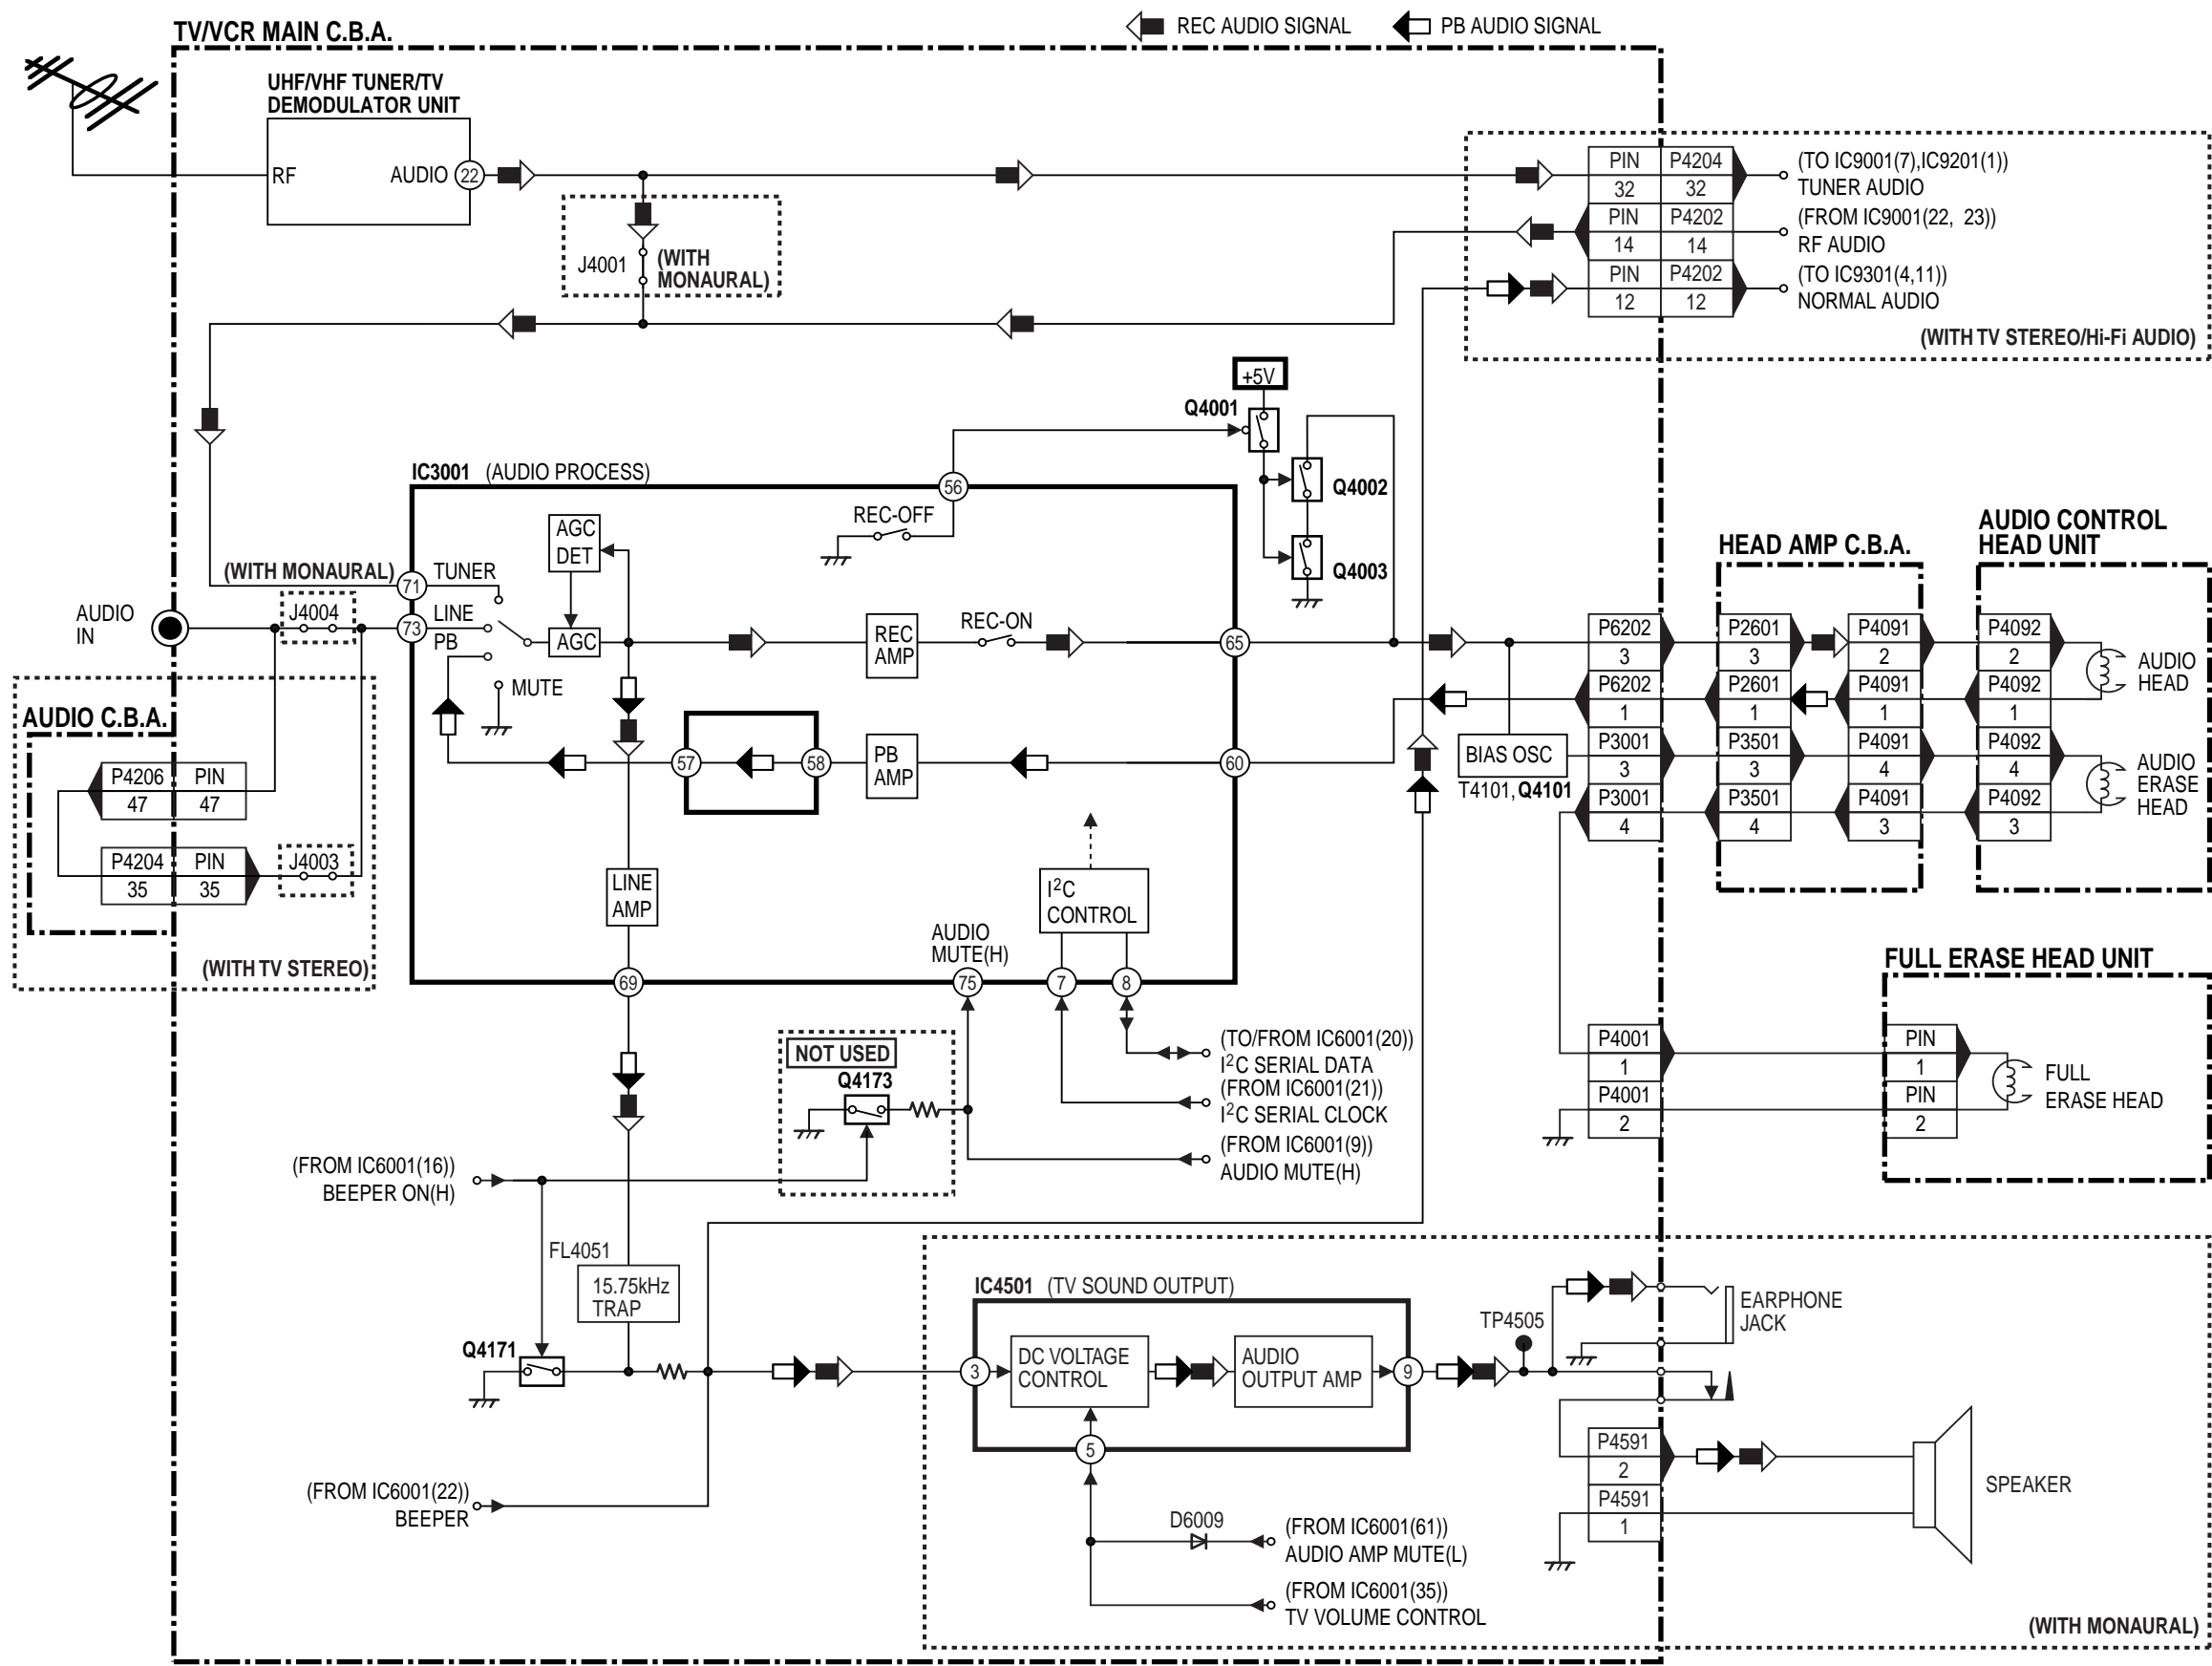 REC AUDIO SIGNAL
PB AUDIO SIGNAL
TV/VCR MAIN C.B.A.
UHF/VHF TUNER/TV
DEMODULATOR UNIT
RF
AUDIO
22
J4001
(WITH
MONAURAL)
PIN
P4204
32
32
(TO IC9001(7),IC9201(1))
TUNER AUDIO
PIN
P4202
14
14
(FROM IC9001(22, 23))
RF AUDIO
PIN
P4202
12
12
(TO IC9301(4,11))
NORMAL AUDIO
(WITH TV STEREO/Hi-Fi AUDIO)
+5V
Q4001
Q4002
Q4003
IC3001 (AUDIO PROCESS)
56
REC-OFF
AGC
DET
(WITH MONAURAL)
71
TUNER
AUDIO
IN
J4004
73
LINE
PB
AGC
MUTE
REC
AMP
REC-ON
65
57
58
PB
AMP
60
LINE
AMP
I²C
CONTROL
AUDIO
MUTE(H)
69
75
7
8
AUDIO C.B.A.
P4206
PIN
47
47
P4204
PIN
35
35
J4003
(WITH TV STEREO)
HEAD AMP C.B.A.
AUDIO CONTROL
HEAD UNIT
P6202
3
P2601
3
P4091
2
P4092
2
P6202
1
P2601
1
P4091
1
P4092
1
AUDIO
HEAD
BIAS OSC
T4101, Q4101
P3001
3
P3501
3
P4091
4
P4092
4
P3001
4
P3501
4
P4091
3
P4092
3
AUDIO
ERASE
HEAD
FULL ERASE HEAD UNIT
P4001
1
PIN
1
P4001
2
PIN
2
FULL
ERASE HEAD
NOT USED
Q4173
(TO/FROM IC6001(20))
I²C SERIAL DATA
(FROM IC6001(21))
I²C SERIAL CLOCK
(FROM IC6001(9))
AUDIO MUTE(H)
(FROM IC6001(16))
BEEPER ON(H)
FL4051
15.75kHz
TRAP
Q4171
(FROM IC6001(22))
BEEPER
IC4501 (TV SOUND OUTPUT)
3
DC VOLTAGE
CONTROL
AUDIO
OUTPUT AMP
9
5
TP4505
EARPHONE
JACK
P4591
2
P4591
1
SPEAKER
D6009
(FROM IC6001(61))
AUDIO AMP MUTE(L)
(FROM IC6001(35))
TV VOLUME CONTROL
(WITH MONAURAL)